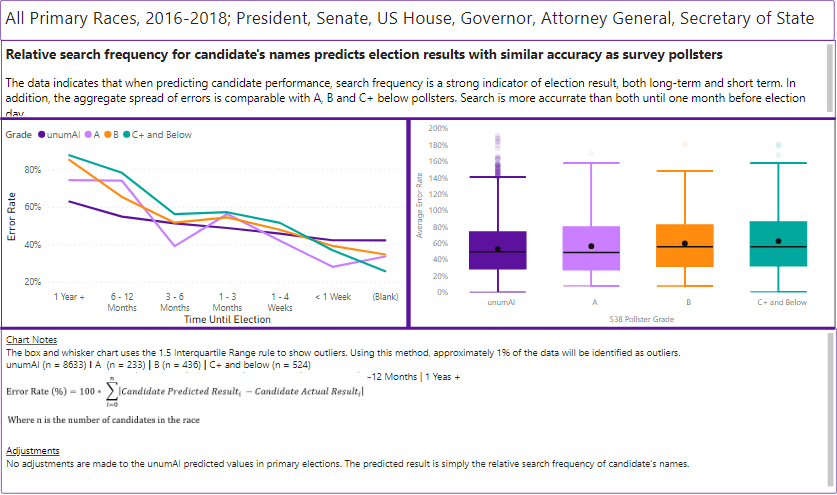 All Primary Races, 2016-2018; President, Senate, US House, Governor, Attorney General, Secretary of State
Relative search frequency for candidate's names predicts election results with similar accuracy as survey pollsters
The data indicates that when predicting candidate performance, search frequency is a strong indicator of election result, both long-term and short term. In
addition, the aggregate spread of errors is comparable with A, B and C+ below pollsters. Search is more accurrate than both until one month before election
day
Grade unumAI A B C+ and Below
80%
60%
40%
20%
Error Rate
1 Year +
6 - 12
Months
3 - 6
Months
1 - 3
Months
1 - 4
Weeks
< 1 Week
(Blank)
Time Until Election
200%
180%
160%
140%
120%
100%
80%
60%
40%
20%
0%
Average Error Rate
unumAI
A
B
C+ and Below
538 Pollster Grade
Chart Notes
The box and whisker chart uses the 1.5 Interquartile Range rule to show outliers. Using this method, approximately 1% of the data will be identified as outliers.
unumAI (n = 8633) I A (n = 233) | B (n = 436) | C+ and below (n = 524)
-12 Months | 1 Yeas +
Error Rate (%) = 100 * n∑i=0 |Candidate Predicted Resultᵢ − Candidate Actual Resultᵢ|
Where n is the number of candidates in the race
Adjustments
No adjustments are made to the unumAI predicted values in primary elections. The predicted result is simply the relative search frequency of candidate's names.